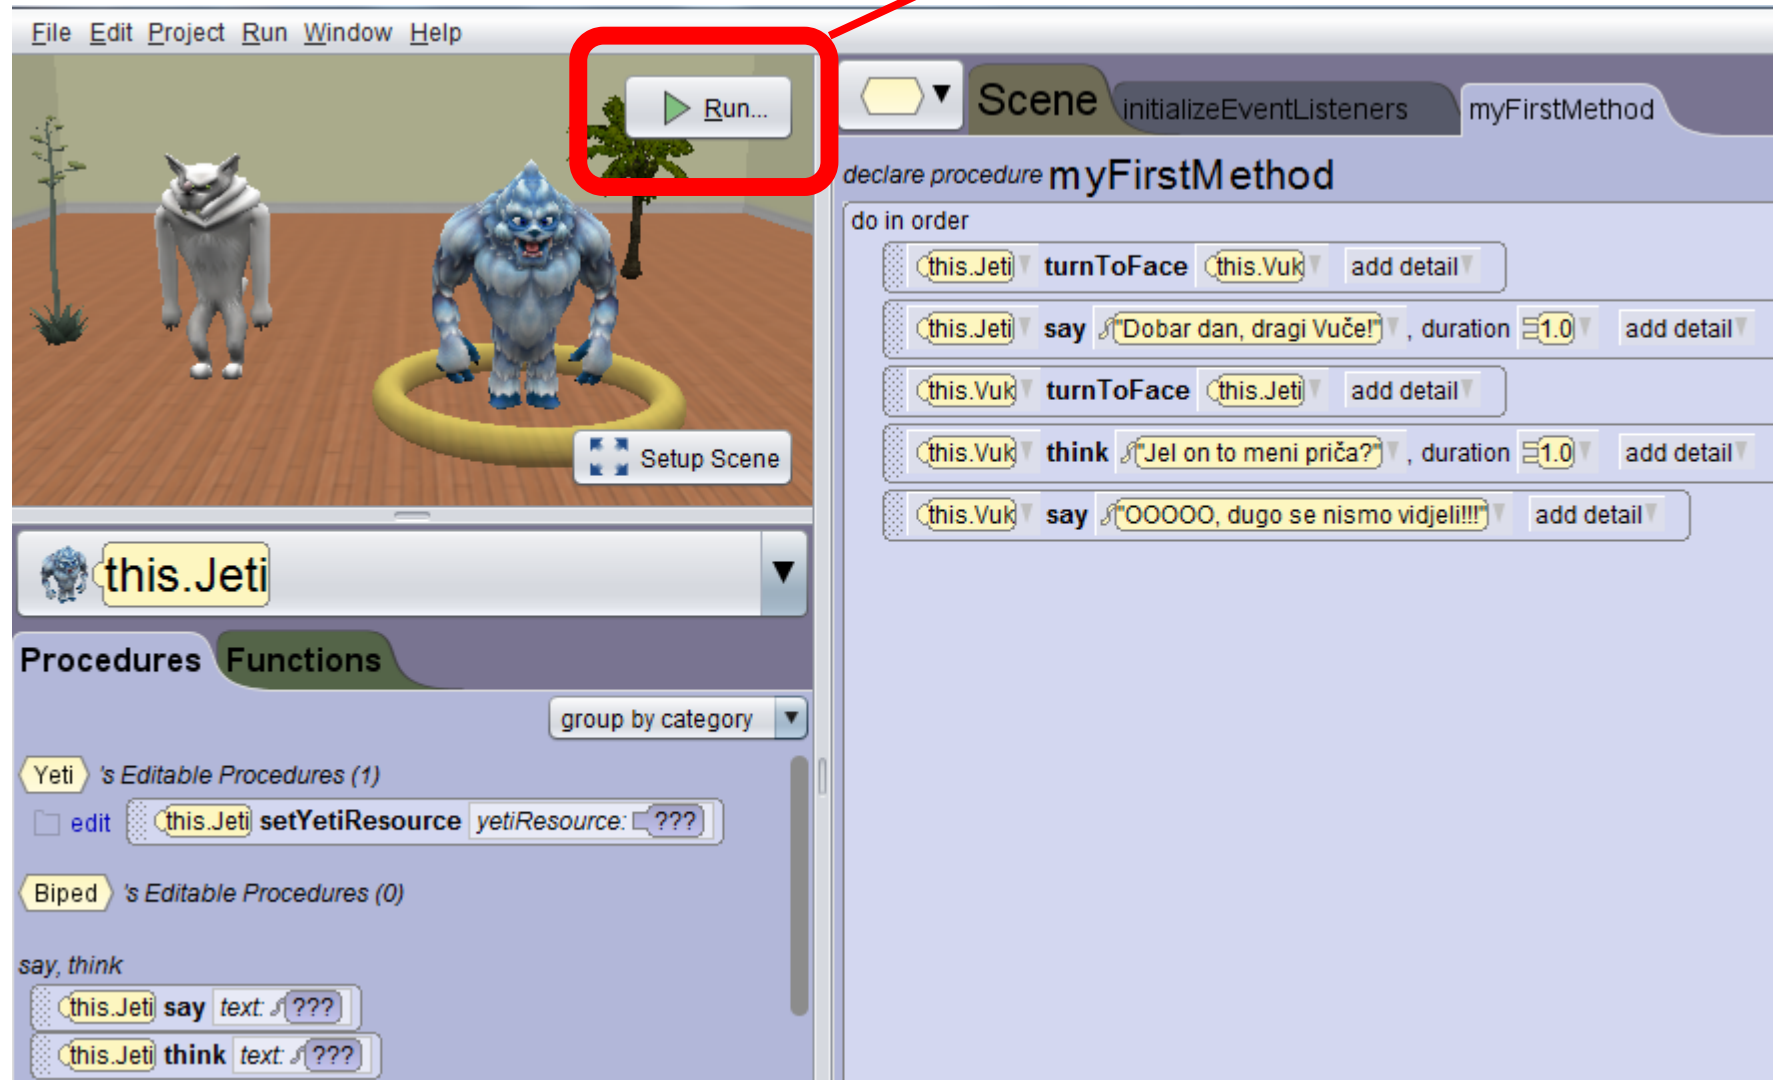 File Edit Project Run Window Help
Run...
Setup Scene
this.Jeti
Procedures Functions
group by category
Yeti 's Editable Procedures (1)
edit this.Jeti setYetiResource yetiResource: ???
Biped 's Editable Procedures (0)
say, think
this.Jeti say text: ???
this.Jeti think text: ???
Scene initializeEventListeners myFirstMethod
declare procedure myFirstMethod
do in order
this.Jeti turnToFace this.Vuk add detail
this.Jeti say "Dobar dan, dragi Vuče!" , duration 1.0 add detail
this.Vuk turnToFace this.Jeti add detail
this.Vuk think "Jel on to meni priča?" , duration 1.0 add detail
this.Vuk say "OOOOO, dugo se nismo vidjeli!!!" add detail